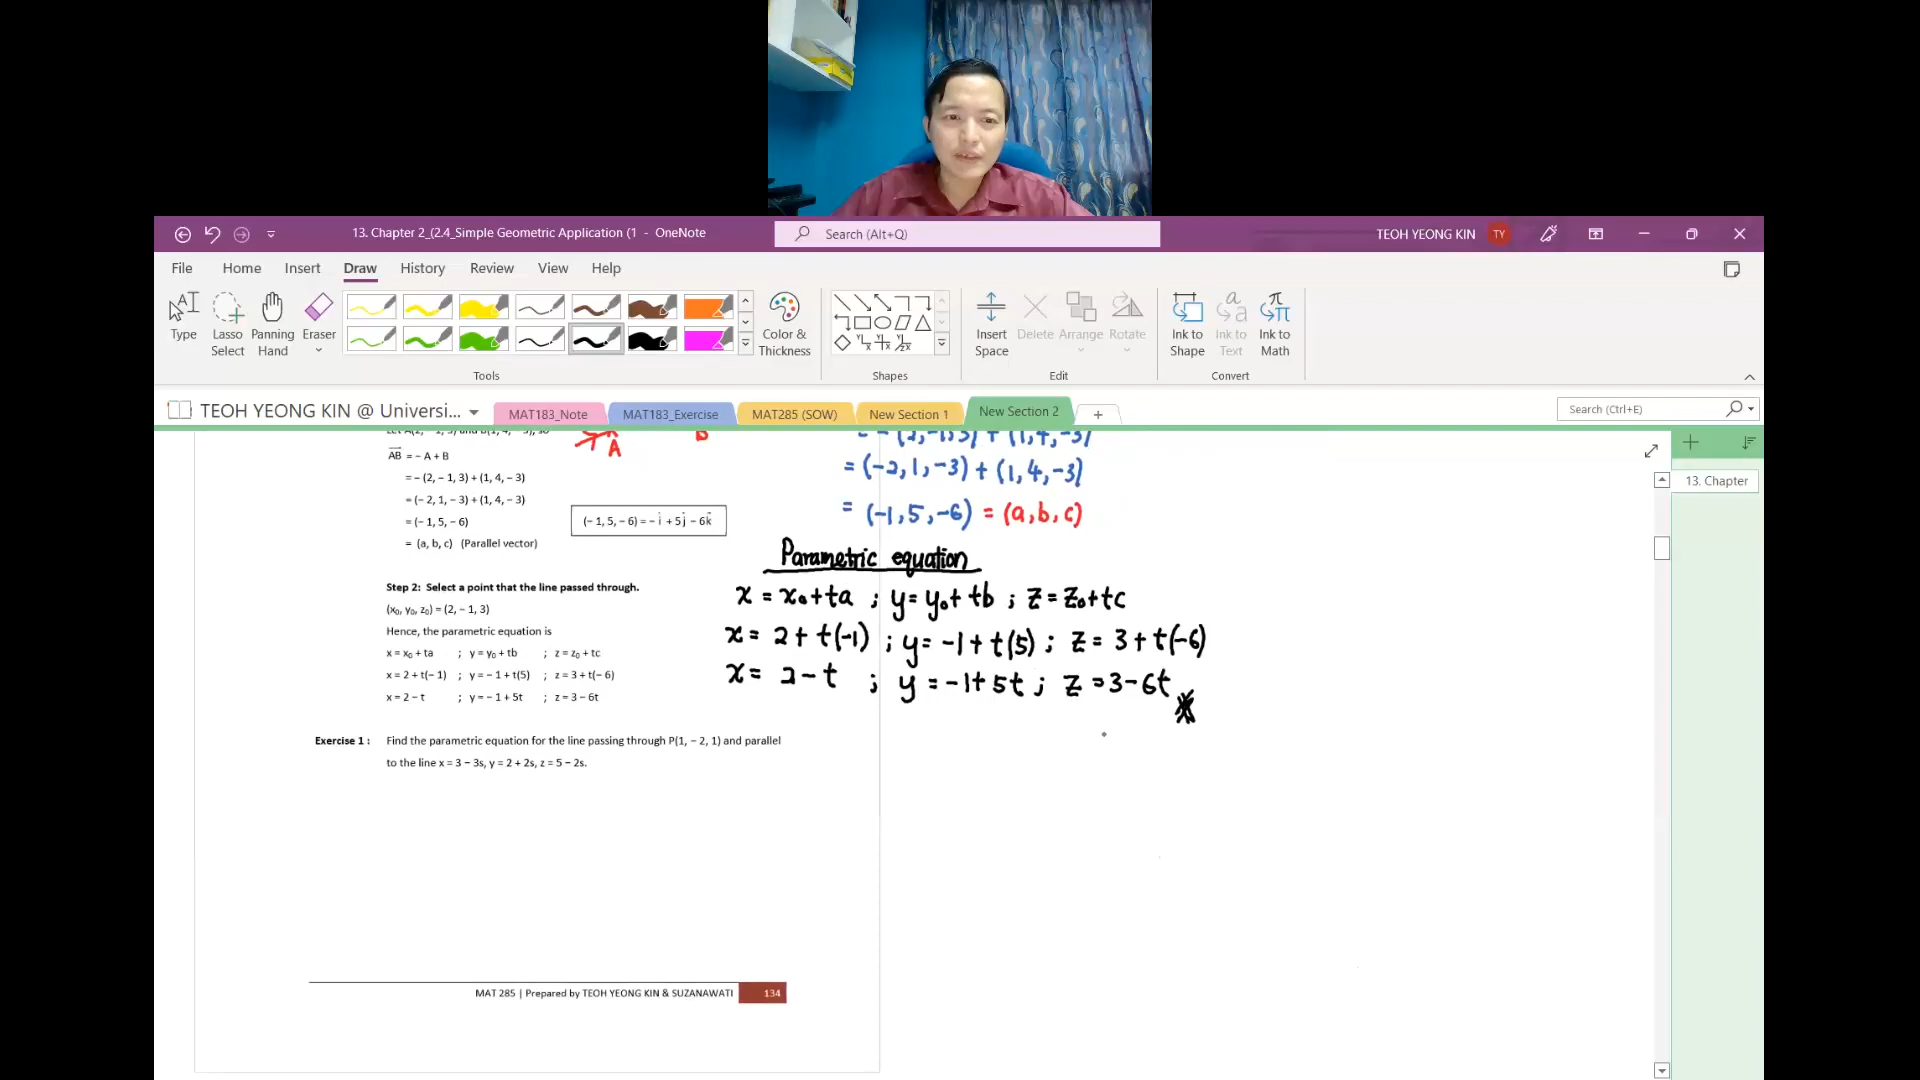 13. Chapter 2_(2.4_Simple Geometric Application (1 - OneNote
Search (Alt+Q)
TEOH YEONG KIN TY
File Home Insert Draw History Review View Help
Type
Lasso Select
Panning Hand
Eraser
Color & Thickness
Insert Space
Delete
Arrange
Rotate
Ink to Shape
Ink to Text
Ink to Math
Tools
Shapes
Edit
Convert
TEOH YEONG KIN @ Universi...
MAT183_Note MAT183_Exercise MAT285 (SOW) New Section 1 New Section 2 +
Search (Ctrl+E)
13. Chapter
AB = – A + B
= – (2, – 1, 3) + (1, 4, – 3)
= (– 2, 1, – 3) + (1, 4, – 3)
= (– 1, 5, – 6)
= (a, b, c) (Parallel vector)
(– 1, 5, – 6) = – i + 5j – 6k
A
B
= -(2,-1,3) + (1,4,-3)
= (-2,1,-3) + (1,4,-3)
= (-1,5,-6) = (a,b,c)
Step 2: Select a point that the line passed through.
(x₀, y₀, z₀) = (2, – 1, 3)
Hence, the parametric equation is
x = x₀ + ta ; y = y₀ + tb ; z = z₀ + tc
x = 2 + t(– 1) ; y = – 1 + t(5) ; z = 3 + t(– 6)
x = 2 – t ; y = – 1 + 5t ; z = 3 – 6t
Parametric equation
x = x₀+ta ; y = y₀+tb ; z = z₀+tc
x = 2 + t(-1) ; y = -1 + t(5) ; z = 3 + t(-6)
x = 2 - t ; y = -1 + 5t ; z = 3 - 6t
Exercise 1 : Find the parametric equation for the line passing through P(1, – 2, 1) and parallel
to the line x = 3 – 3s, y = 2 + 2s, z = 5 – 2s.
MAT 285 | Prepared by TEOH YEONG KIN & SUZANAWATI 134